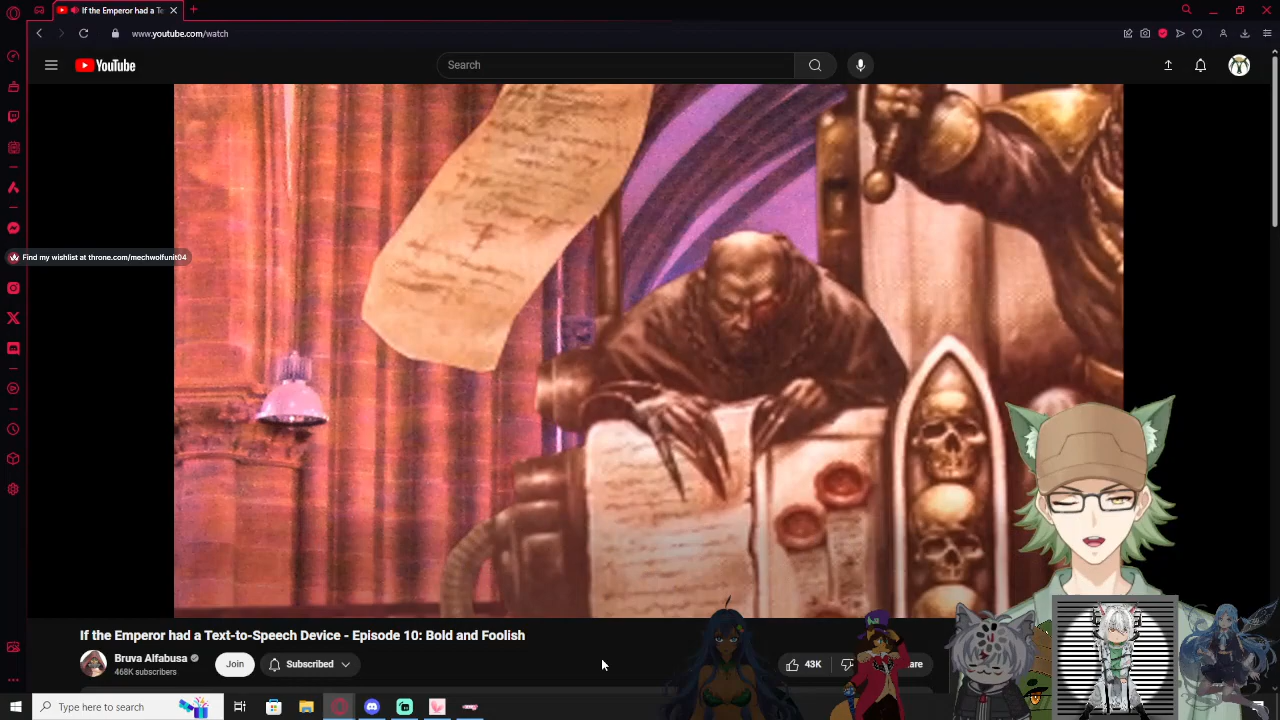 If the Emperor had a Te
www.youtube.com/watch
YouTube
Search
Find my wishlist at throne.com/mechwolfunit04
If the Emperor had a Text-to-Speech Device - Episode 10: Bold and Foolish
Bruva Alfabusa
468K subscribers
Join
Subscribed
43K
are
Type here to search